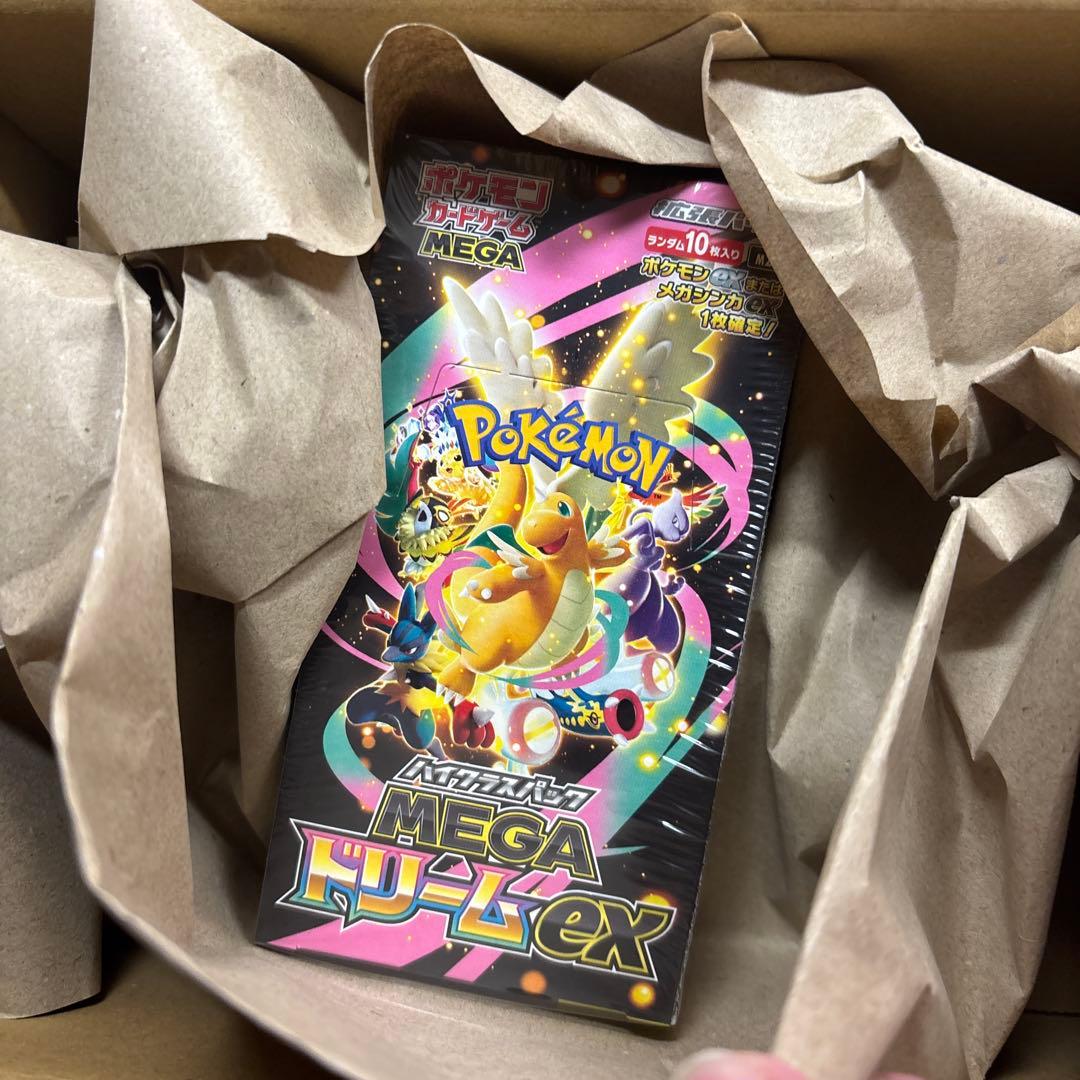 ポケモン
カードゲーム
MEGA
拡張パ
ランダム10枚入り
ポケモンexまたは
メガシンカex
1枚確定!
POKéMON
TM
ハイクラスパック
MEGA
ドリームex